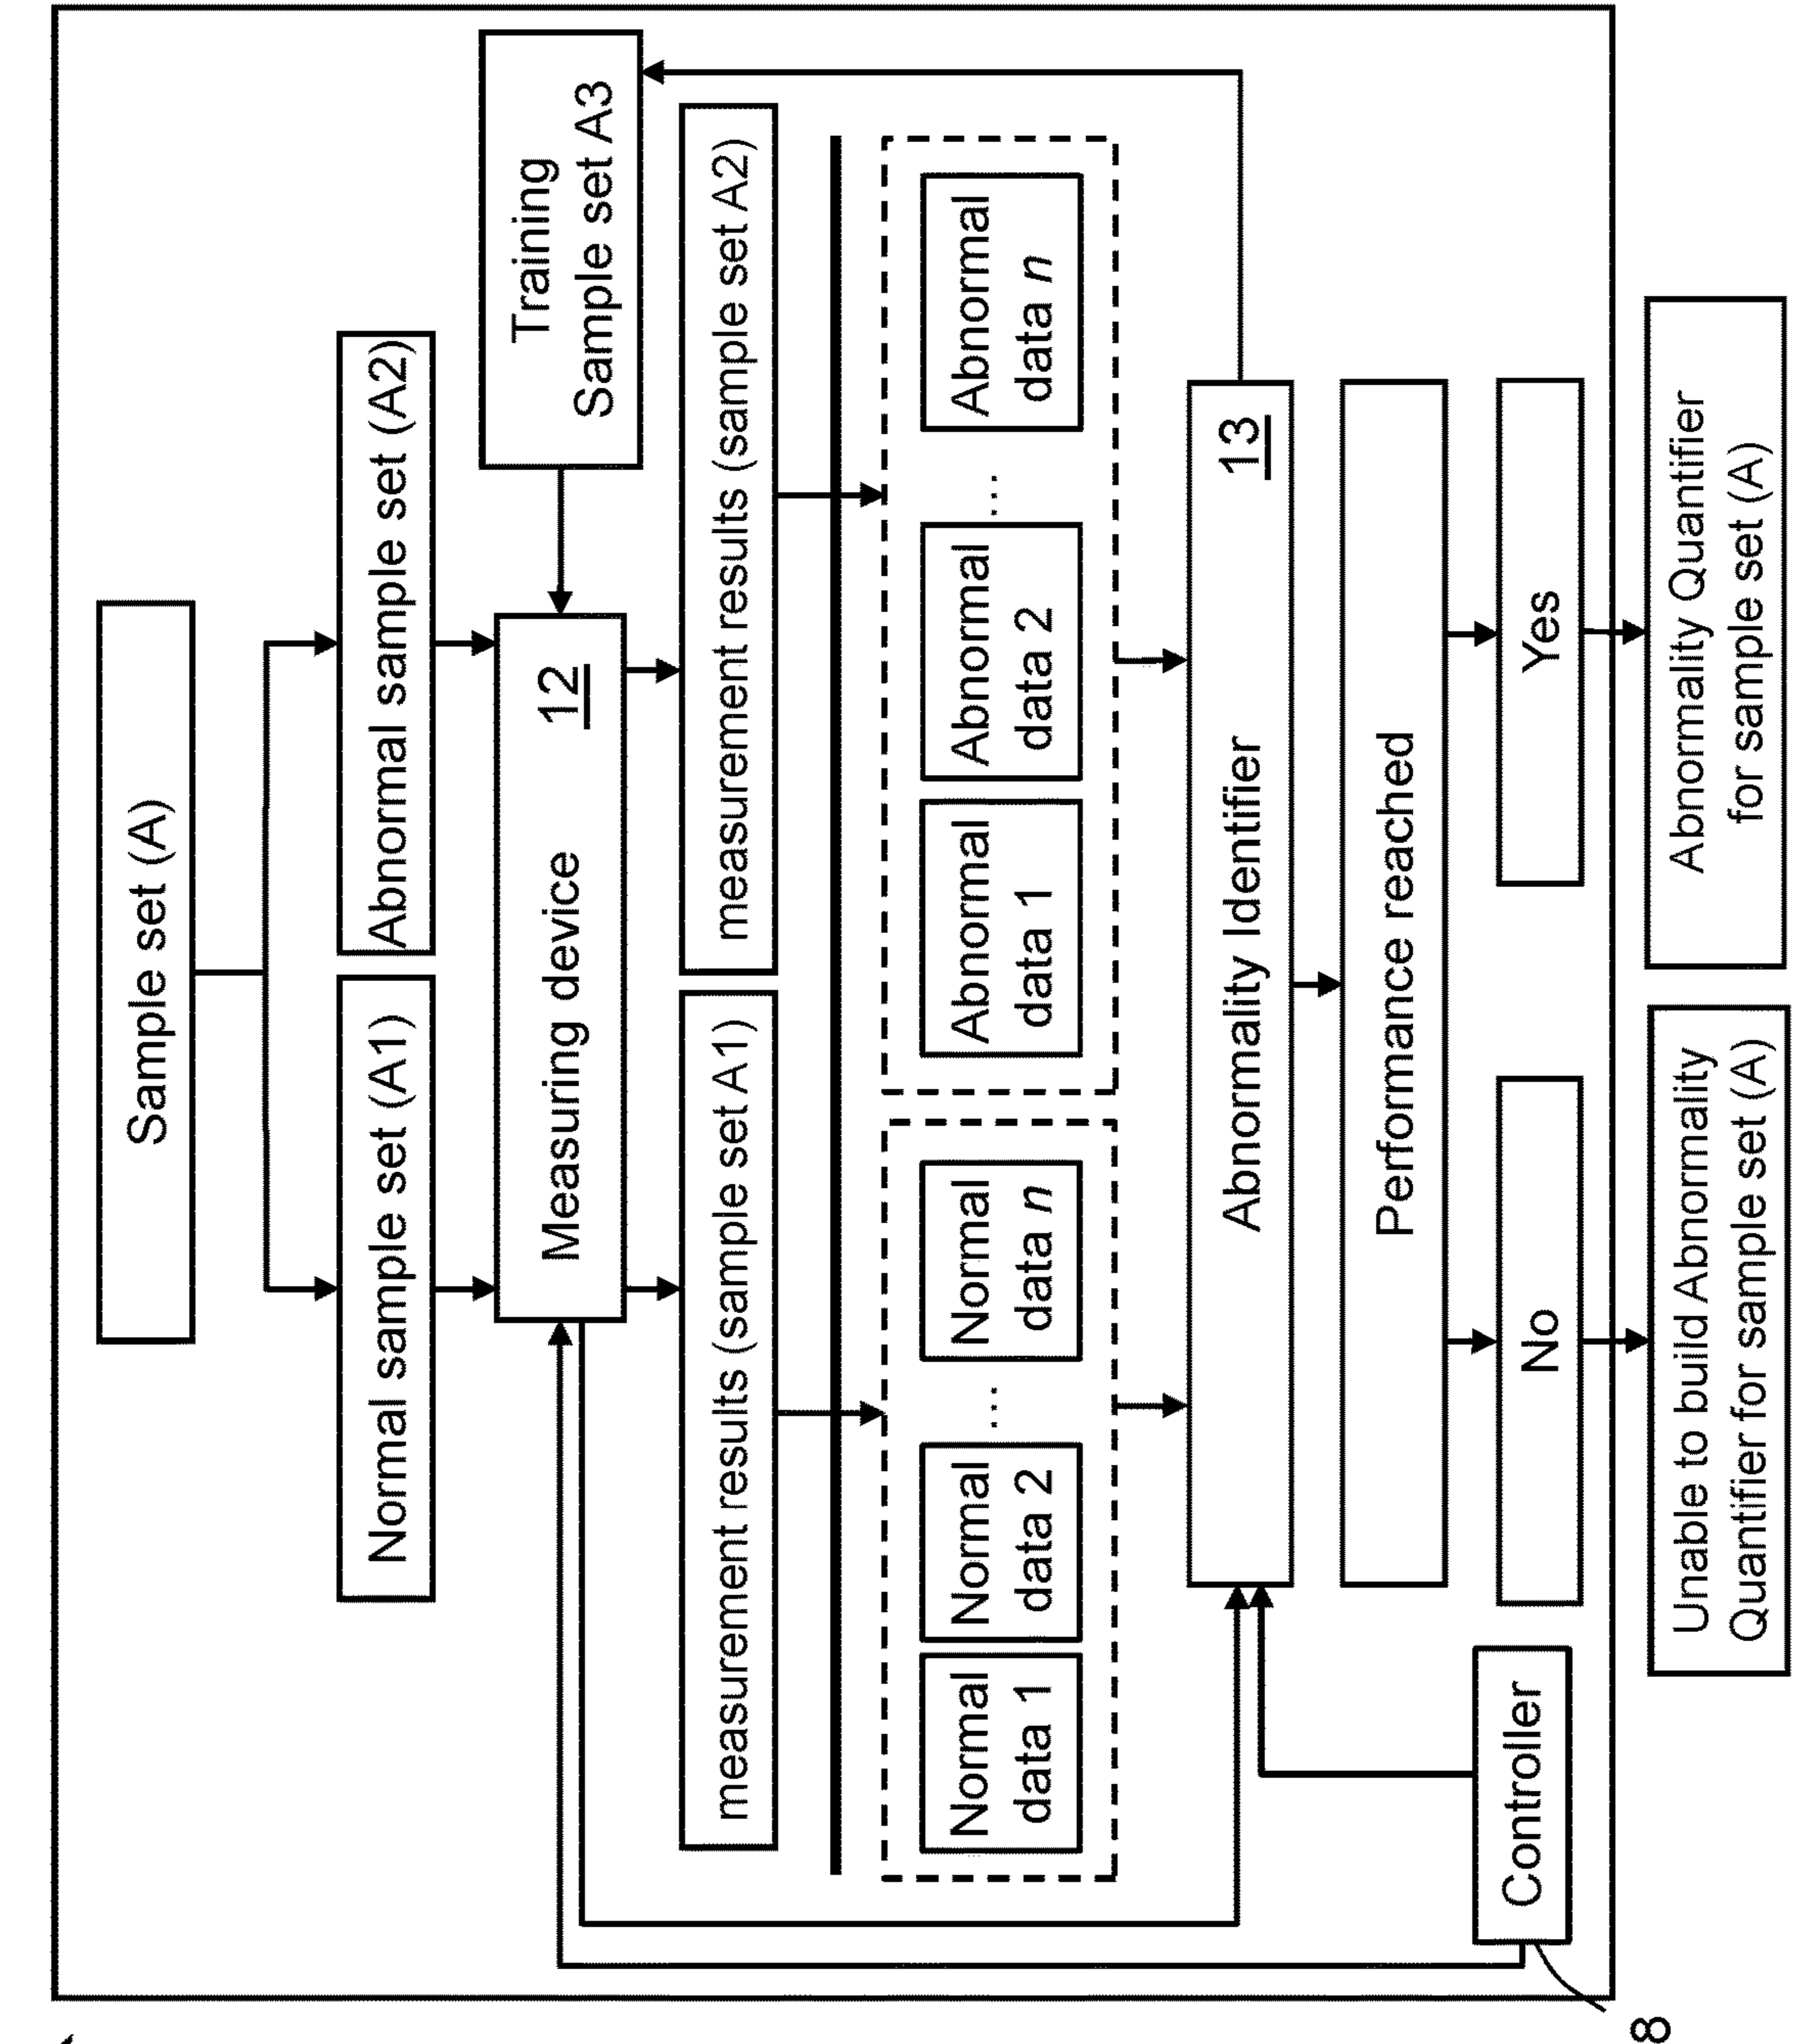 Sample set (A)
Normal sample set (A1)
Abnormal sample set (A2)
Training
Sample set A3
Measuring device
12
measurement results (sample set A1)
measurement results (sample set A2)
Normal
data 1
Normal
data 2
...
Normal
data n
Abnormal
data 1
Abnormal
data 2
...
Abnormal
data n
Abnormality Identifier
13
Performance reached
Controller
No
Yes
8
Unable to build Abnormality
Quantifier for sample set (A)
Abnormality Quantifier
for sample set (A)